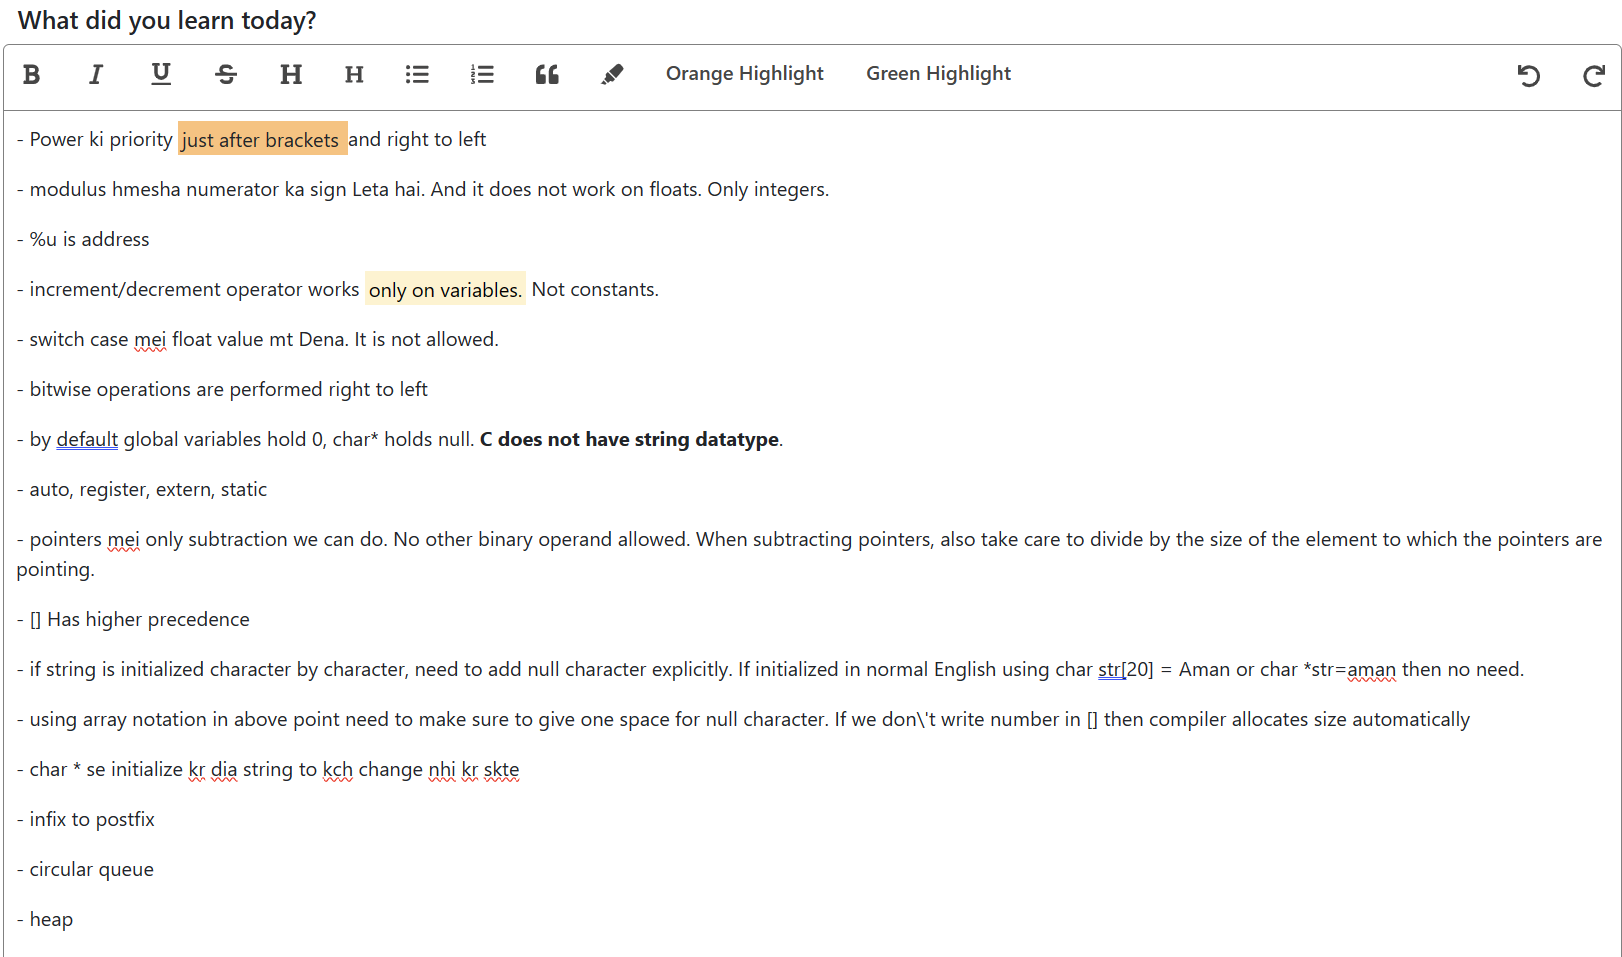 What did you learn today?
B I U S H H Orange Highlight Green Highlight
- Power ki priority just after brackets and right to left
- modulus hmesha numerator ka sign Leta hai. And it does not work on floats. Only integers.
- %u is address
- increment/decrement operator works only on variables. Not constants.
- switch case mei float value mt Dena. It is not allowed.
- bitwise operations are performed right to left
- by default global variables hold 0, char* holds null. C does not have string datatype.
- auto, register, extern, static
- pointers mei only subtraction we can do. No other binary operand allowed. When subtracting pointers, also take care to divide by the size of the element to which the pointers are
pointing.
- [] Has higher precedence
- if string is initialized character by character, need to add null character explicitly. If initialized in normal English using char str[20] = Aman or char *str=aman then no need.
- using array notation in above point need to make sure to give one space for null character. If we don\'t write number in [] then compiler allocates size automatically
- char * se initialize kr dia string to kch change nhi kr skte
- infix to postfix
- circular queue
- heap